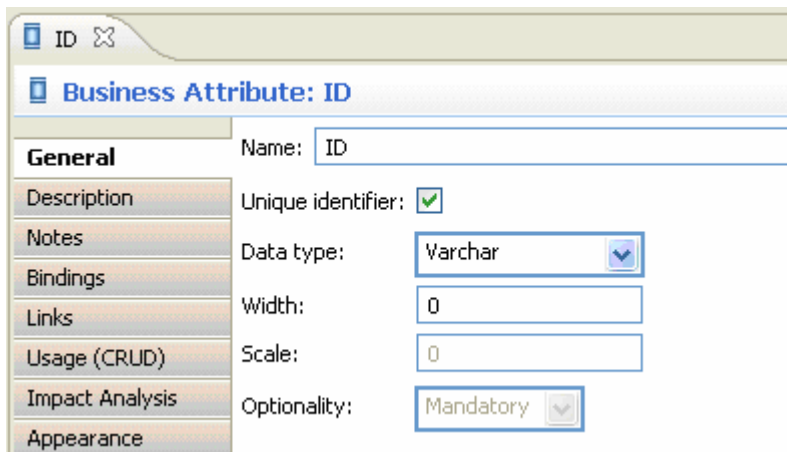 ID
Business Attribute: ID
General
Description
Notes
Bindings
Links
Usage (CRUD)
Impact Analysis
Appearance
Name: ID
Unique identifier:
Data type: Varchar
Width: 0
Scale: 0
Optionality: Mandatory